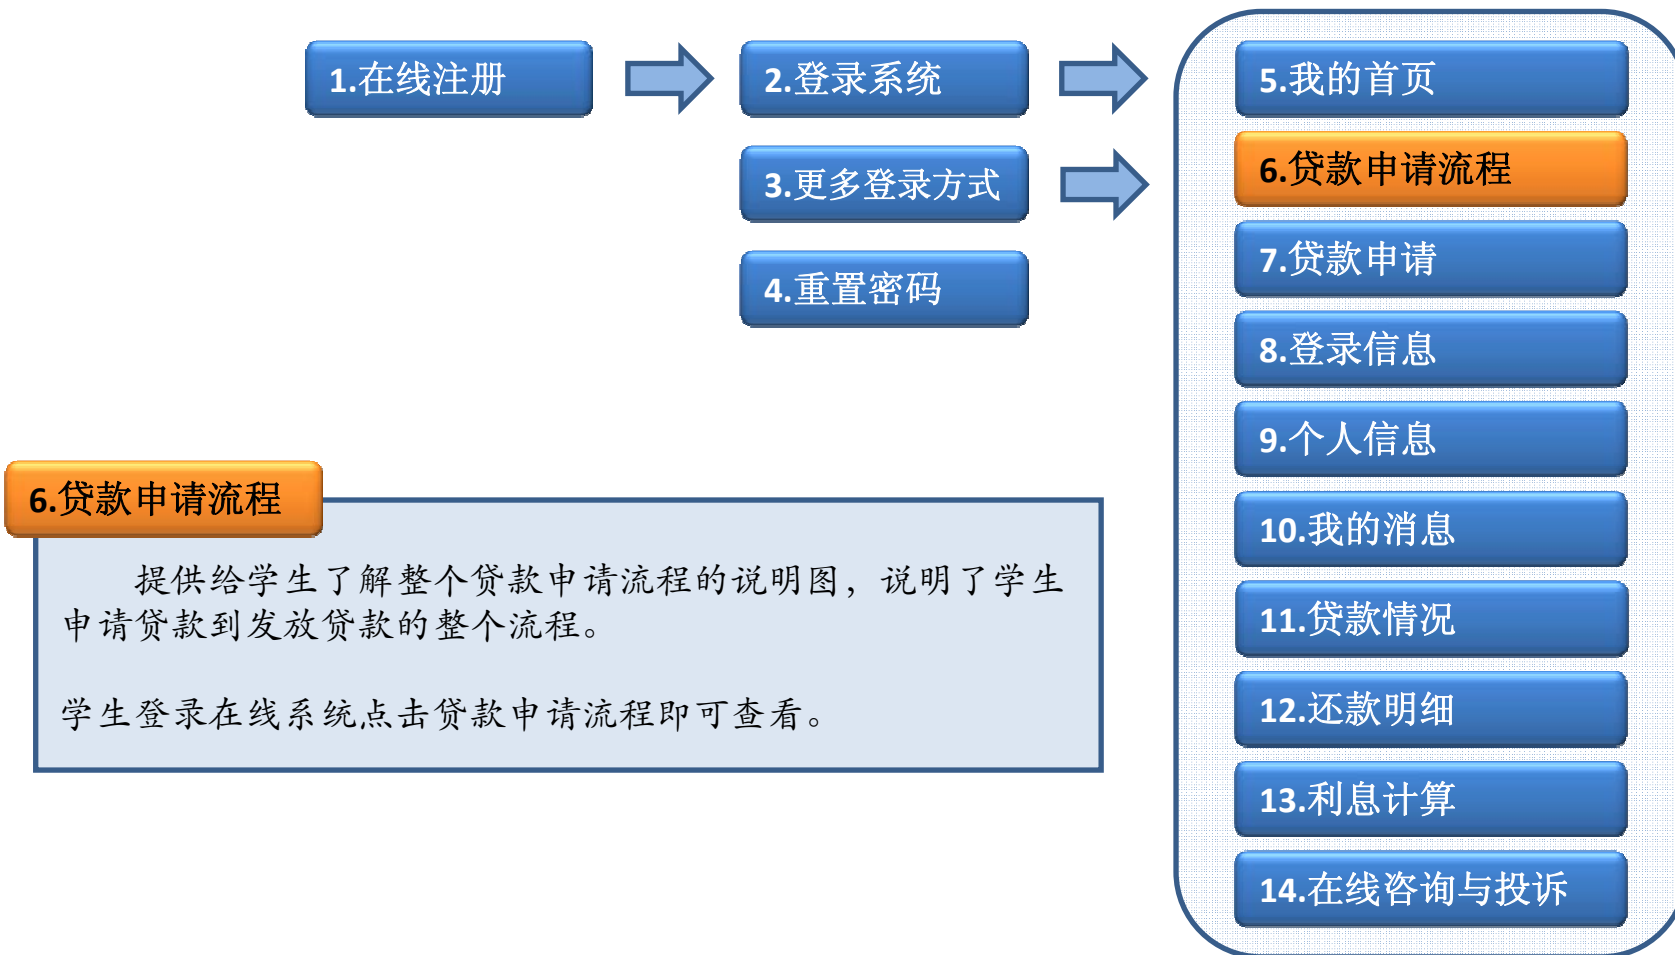 1.在线注册
2.登录系统
3.更多登录方式
4.重置密码
5.我的首页
6.贷款申请流程
7.贷款申请
8.登录信息
9.个人信息
10.我的消息
11.贷款情况
12.还款明细
13.利息计算
14.在线咨询与投诉
6.贷款申请流程
提供给学生了解整个贷款申请流程的说明图，说明了学生
申请贷款到发放贷款的整个流程。
学生登录在线系统点击贷款申请流程即可查看。